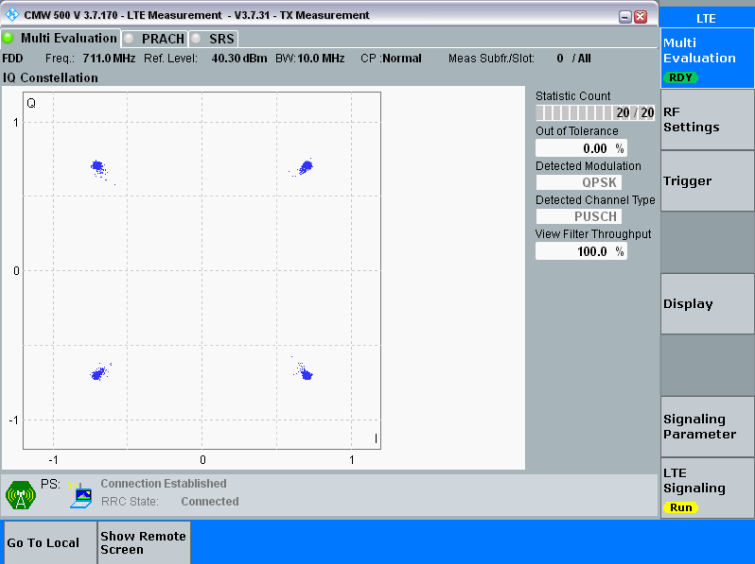 CMW 500 V 3.7.170 - LTE Measurement - V3.7.31 - TX Measurement
LTE
Multi Evaluation PRACH SRS
FDD Freq.: 711.0 MHz Ref. Level: 40.30 dBm BW: 10.0 MHz CP :Normal Meas Subfr./Slot: 0 / All
IQ Constellation
Q
1
0
-1
-1 0 1
I
Statistic Count
20 / 20
Out of Tolerance
0.00 %
Detected Modulation
QPSK
Detected Channel Type
PUSCH
View Filter Throughput
100.0 %
Multi
Evaluation
RDY
RF
Settings
Trigger
Display
Signaling
Parameter
LTE
Signaling
Run
PS: Connection Established
RRC State: Connected
Go To Local
Show Remote
Screen